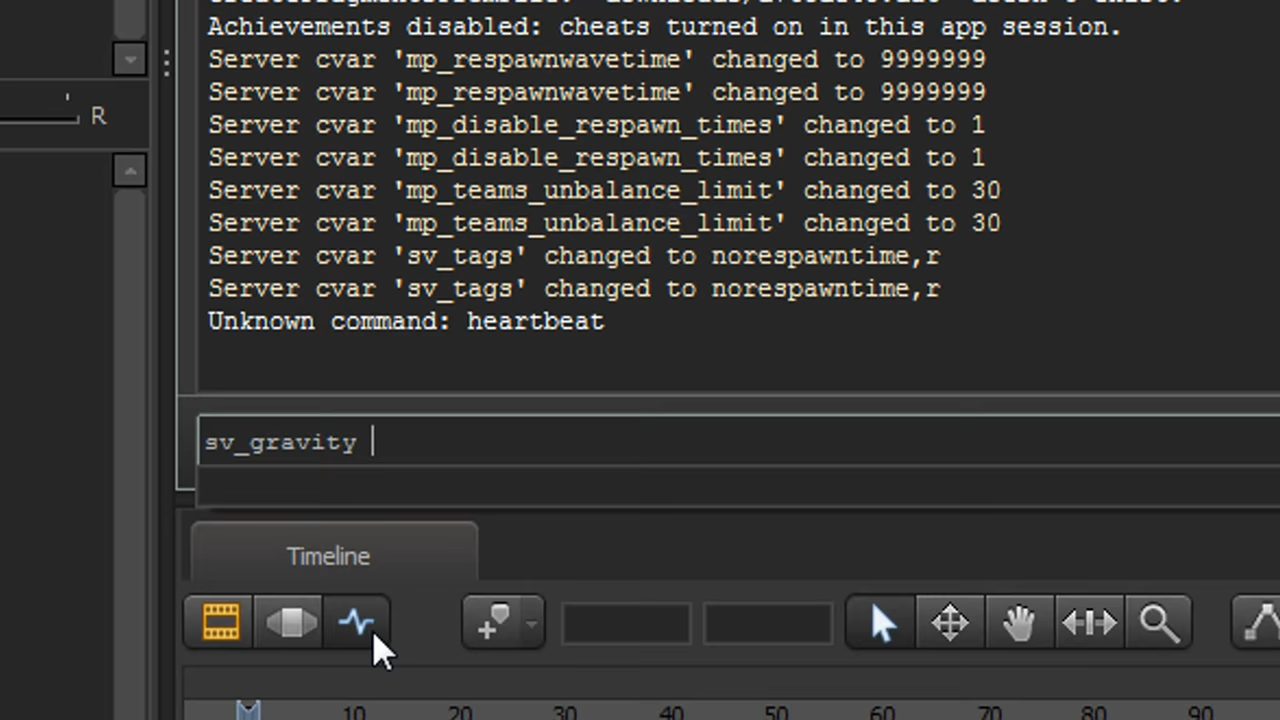 Achievements disabled: cheats turned on in this app session.
Server cvar 'mp_respawnwavetime' changed to 9999999
Server cvar 'mp_respawnwavetime' changed to 9999999
R
Server cvar 'mp_disable_respawn_times' changed to 1
Server cvar 'mp_disable_respawn_times' changed to 1
Server cvar 'mp_teams_unbalance_limit' changed to 30
Server cvar 'mp_teams_unbalance_limit' changed to 30
Server cvar 'sv_tags' changed to norespawntime,r
Server cvar 'sv_tags' changed to norespawntime,r
Unknown command: heartbeat
sv_gravity
Timeline
10 20 30 40 50 60 70 80 90